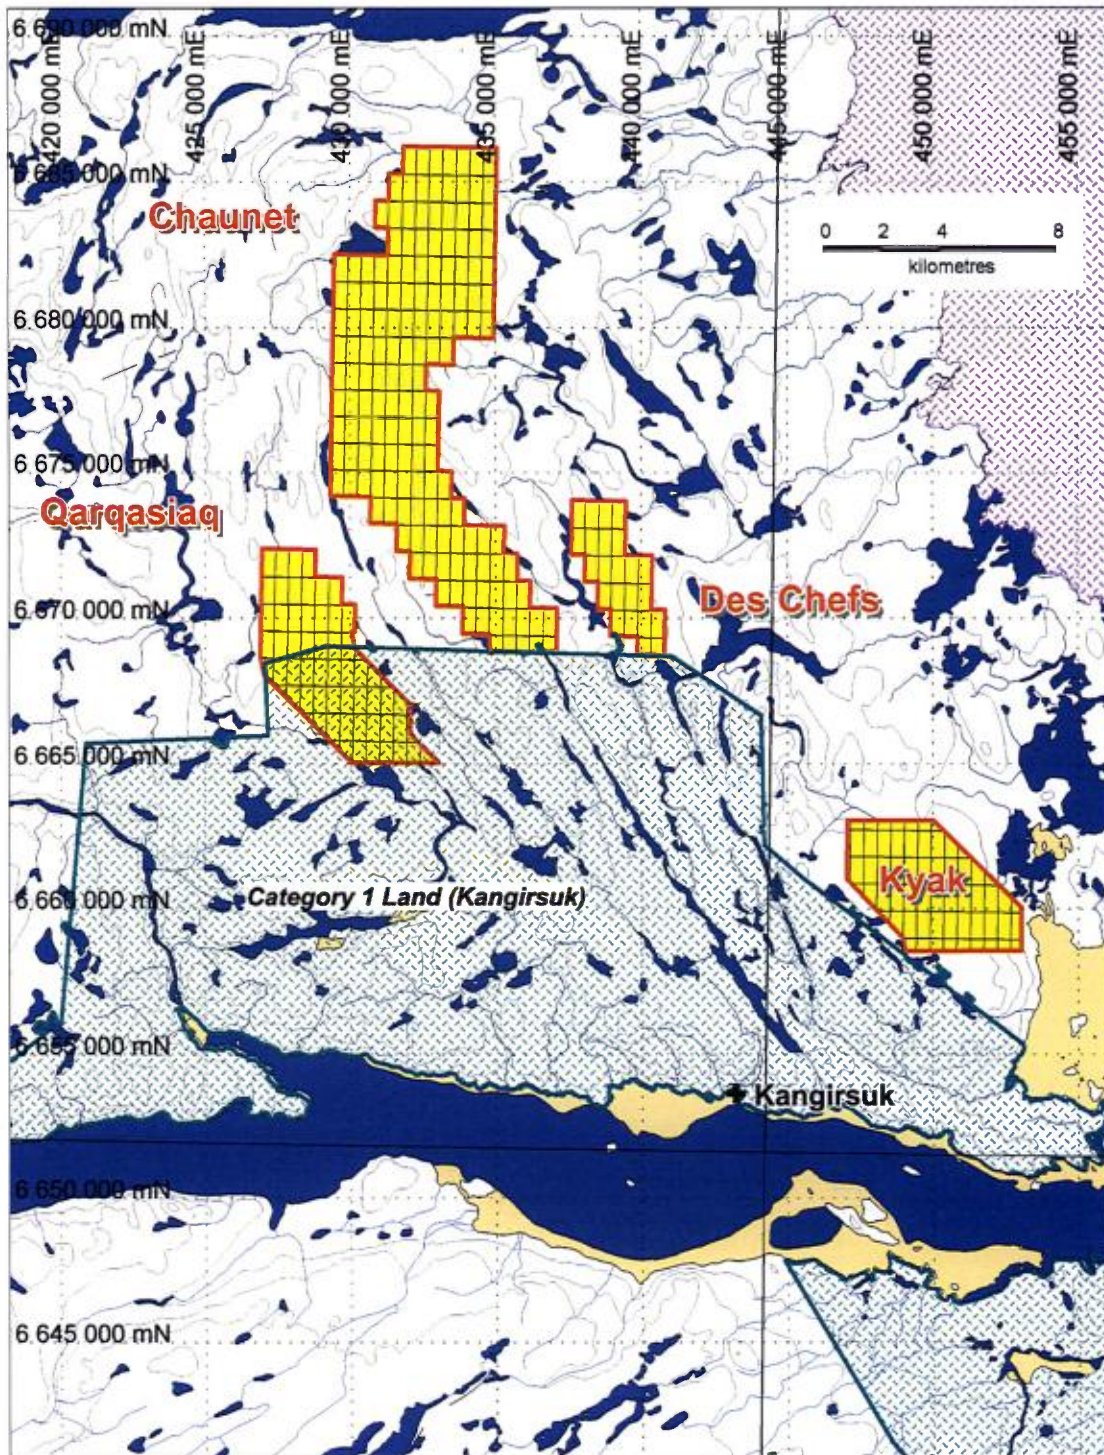 6 690 000 mN
420 000 mE
425 000 mE
430 000 mE
435 000 mE
440 000 mE
445 000 mE
450 000 mE
455 000 mE
6 685 000 mN
Chaunet
0 2 4 8
kilometres
6 680 000 mN
6 675 000 mN
Qarqasiaq
Des Chefs
6 670 000 mN
6 665 000 mN
Kyak
Category 1 Land (Kangirsuk)
6 660 000 mN
6 655 000 mN
Kangirsuk
6 650 000 mN
6 645 000 mN